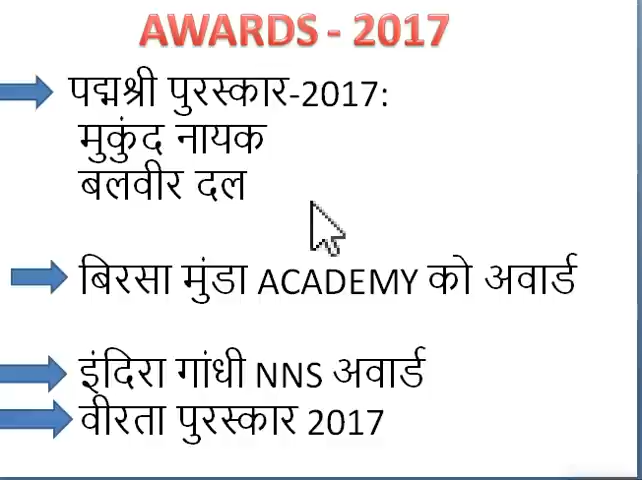 AWARDS - 2017
पद्मश्री पुरस्कार-2017:
मुकुंद नायक
बलवीर दल
बिरसा मुंडा ACADEMY को अवार्ड
इंदिरा गांधी NNS अवार्ड
वीरता पुरस्कार 2017